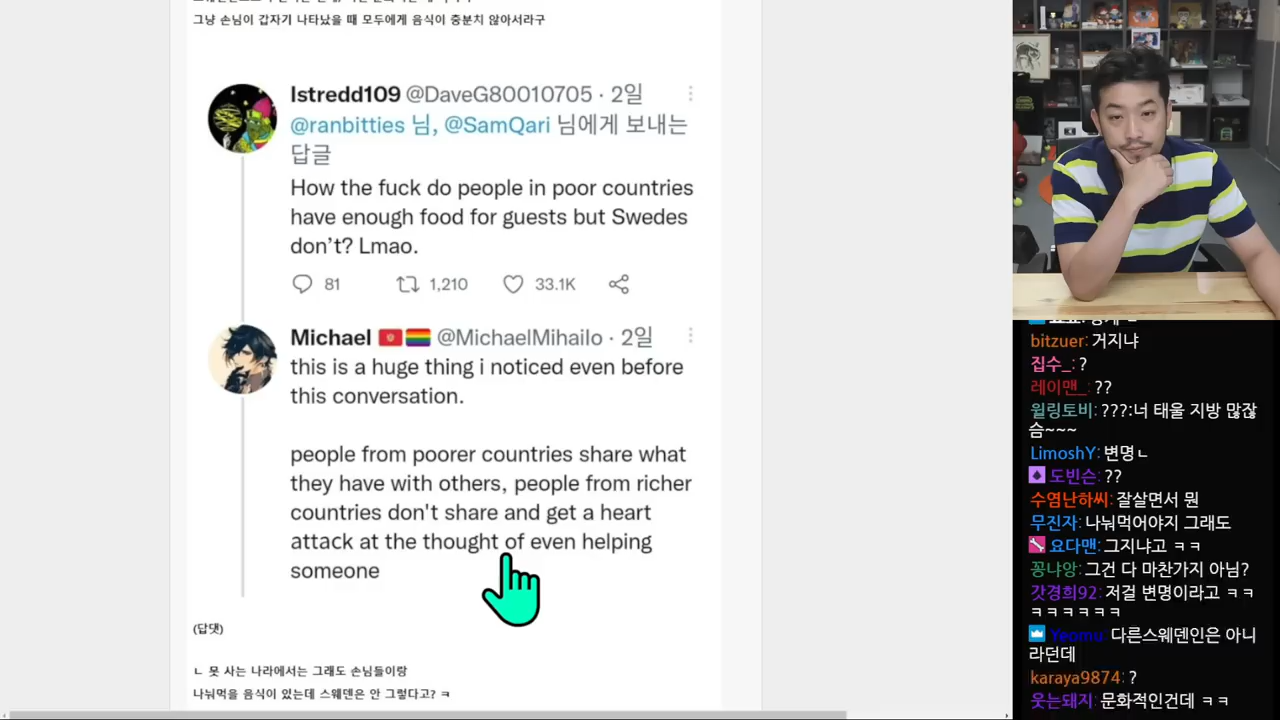 그냥 손님이 갑자기 나타났을 때 모두에게 음식이 충분치 않아서라구
Istredd109 @DaveG80010705 · 2일
@ranbitties 님, @SamQari 님에게 보내는
답글
How the fuck do people in poor countries
have enough food for guests but Swedes
don't? Lmao.
81 1,210 33.1K
Michael @MichaelMihailo · 2일
this is a huge thing i noticed even before
this conversation.
people from poorer countries share what
they have with others, people from richer
countries don't share and get a heart
attack at the thought of even helping
someone
(답댓)
ㄴ 못 사는 나라에서는 그래도 손님들이랑
나눠먹을 음식이 있는데 스웨덴은 안 그렇다고? ㅋ
bitzuer: 거지냐
집수_: ?
레이맨_: ??
윌링토비: ???:너 태울 지방 많잖
슴~~~
LimoshY: 변명ㄴ
도빈슨: ??
수염난하씨: 잘살면서 뭔
무진자: 나눠먹어야지 그래도
요다맨: 그지냐고 ㅋㅋ
꽁냐앙: 그건 다 마찬가지 아님?
갓경희92: 저걸 변명이라고 ㅋㅋ
ㅋㅋㅋㅋㅋㅋ
Yeomu: 다른스웨덴인은 아니
라던데
karaya9874: ?
웃는돼지: 문화적인건데 ㅋㅋ